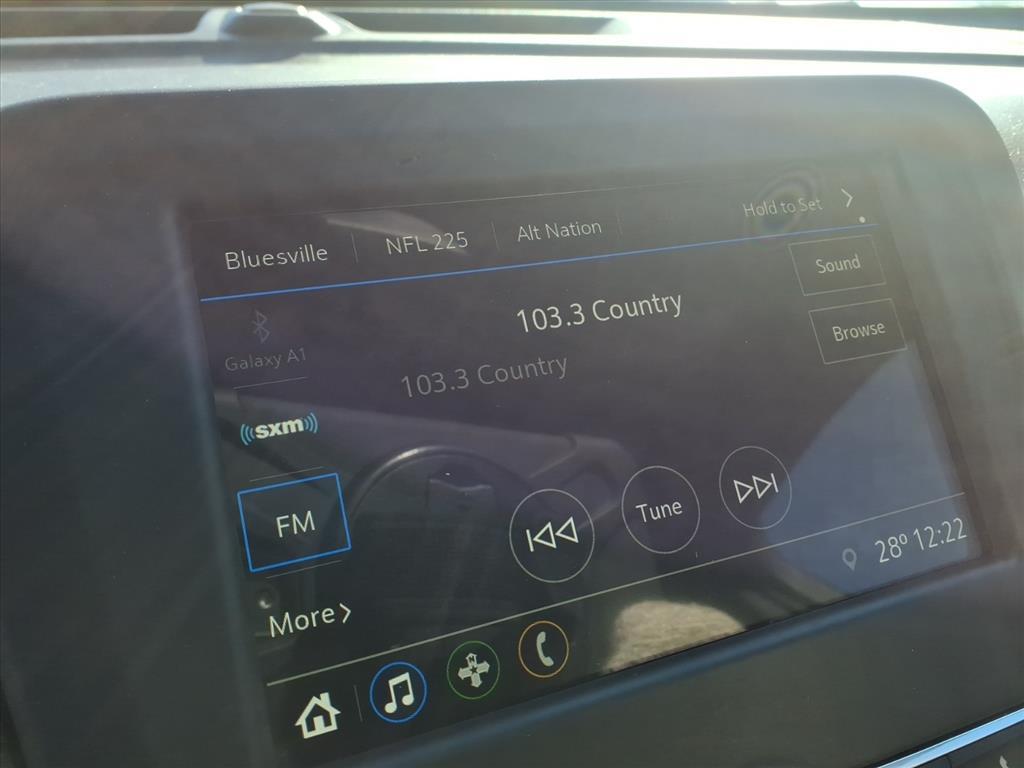 Bluesville
NFL 225
Alt Nation
Hold to Set
Sound
Browse
103.3 Country
103.3 Country
Galaxy A1
((sxm))
FM
More
Tune
28° 12:22